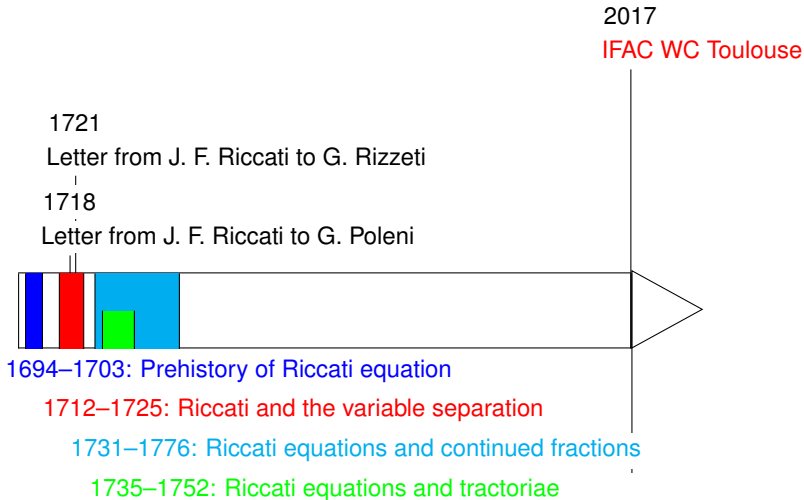 2017
IFAC WC Toulouse
1721
Letter from J. F. Riccati to G. Rizzeti
1718
Letter from J. F. Riccati to G. Poleni
1694–1703: Prehistory of Riccati equation
1712–1725: Riccati and the variable separation
1731–1776: Riccati equations and continued fractions
1735–1752: Riccati equations and tractoriae